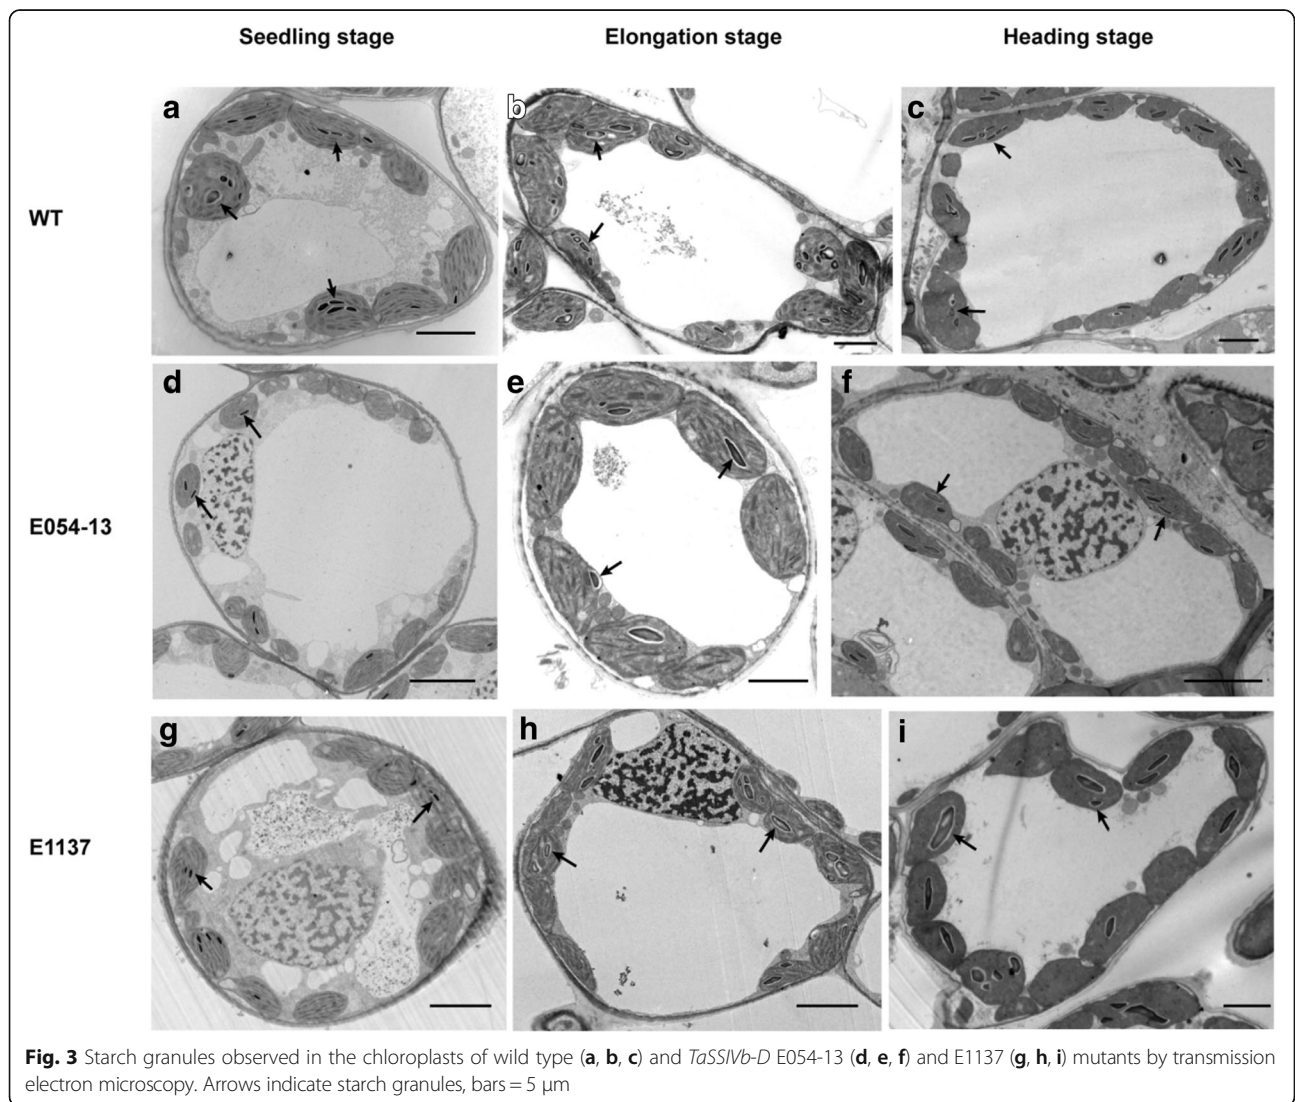 Seedling stage Elongation stage Heading stage
a b c
WT
d e f
E054-13
g h i
E1137
Fig. 3 Starch granules observed in the chloroplasts of wild type (a, b, c) and TaSSIVb-D E054-13 (d, e, f) and E1137 (g, h, i) mutants by transmission
electron microscopy. Arrows indicate starch granules, bars = 5 μm